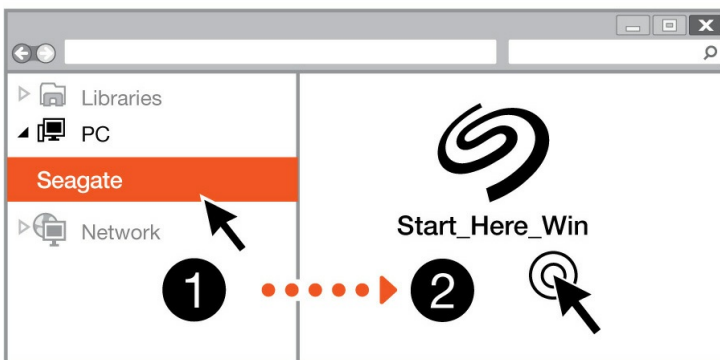 Libraries
PC
Seagate
Network
Start_Here_Win
1
2